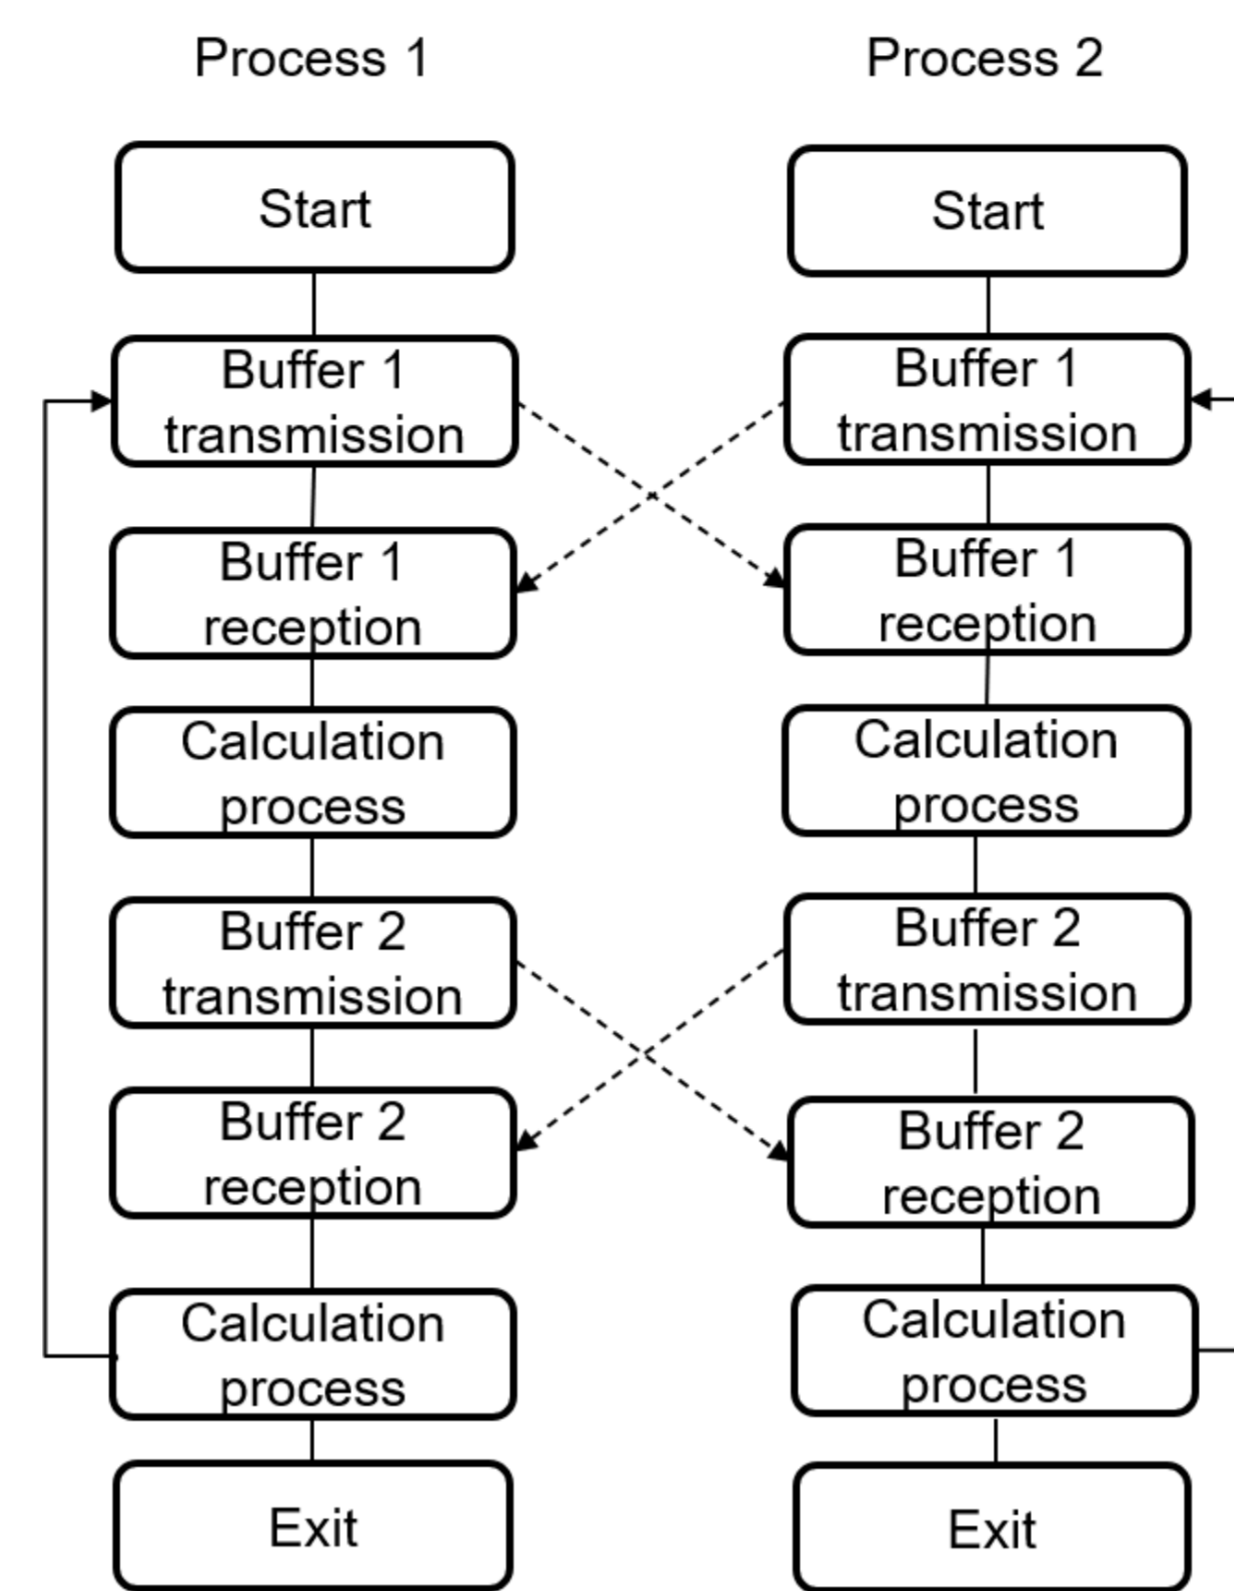 Process 1
Start
Buffer 1
transmission
Buffer 1
reception
Calculation
process
Buffer 2
transmission
Buffer 2
reception
Calculation
process
Exit
Process 2
Start
Buffer 1
transmission
Buffer 1
reception
Calculation
process
Buffer 2
transmission
Buffer 2
reception
Calculation
process
Exit